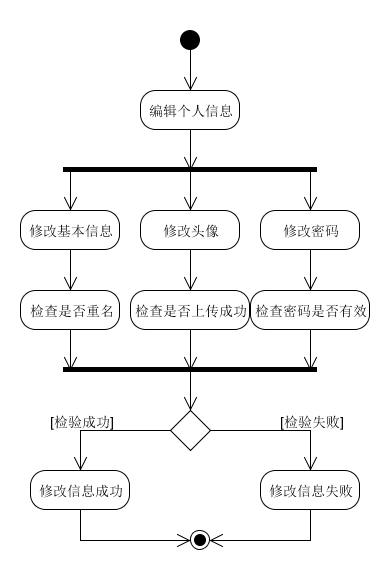 编辑个人信息
修改基本信息
修改头像
修改密码
检查是否重名
检查是否上传成功
检查密码是否有效
[检验成功]
[检验失败]
修改信息成功
修改信息失败